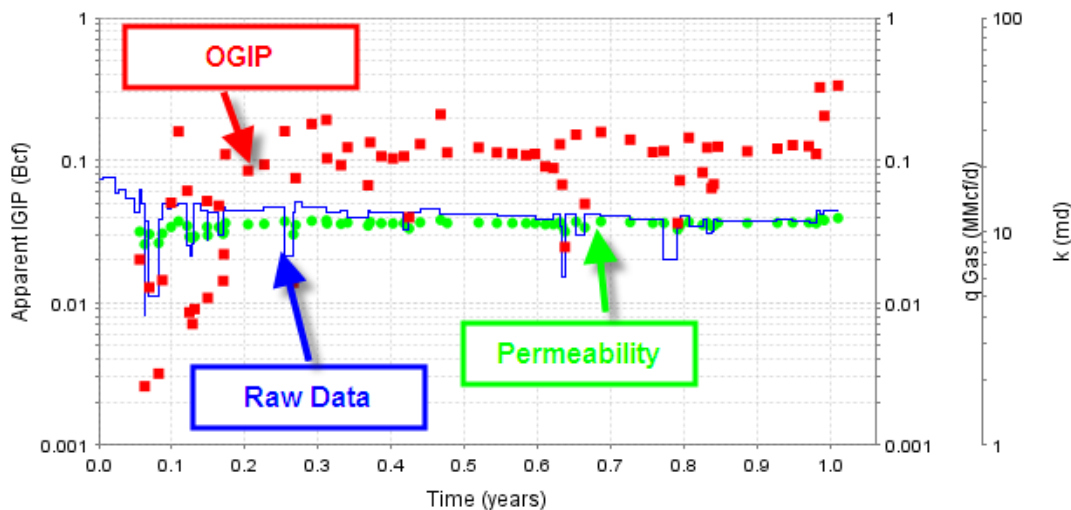 OGIP
Raw Data
Permeability
Apparent IGIP (Bcf)
1
0.1
0.01
0.001
0.0 0.1 0.2 0.3 0.4 0.5 0.6 0.7 0.8 0.9 1.0
Time (years)
1
0.1
0.01
0.001
q Gas (MMcf/d)
100
10
1
k (md)